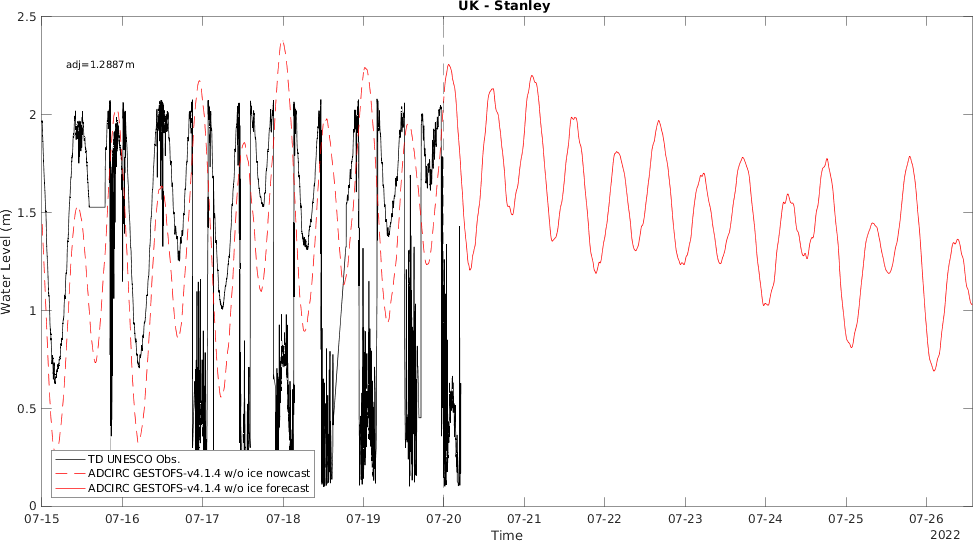 UK - Stanley
adj=1.2887m
2.5
2
1.5
1
0.5
0
Water Level (m)
TD UNESCO Obs.
ADCIRC GESTOFS-v4.1.4 w/o ice nowcast
ADCIRC GESTOFS-v4.1.4 w/o ice forecast
07-15 07-16 07-17 07-18 07-19 07-20 07-21 07-22 07-23 07-24 07-25 07-26
Time
2022